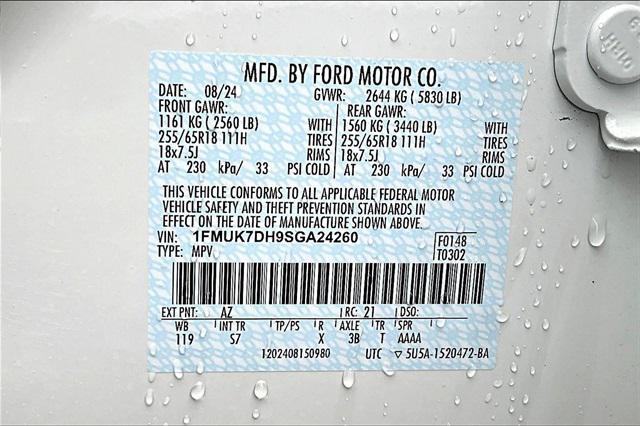 MFD. BY FORD MOTOR CO.
DATE: 08/24 GVWR: 2644 KG (5830 LB)
FRONT GAWR: REAR GAWR:
1161 KG (2560 LB) WITH 1560 KG (3440 LB) WITH
255/65R18 111H TIRES 255/65R18 111H TIRES
18x7.5J RIMS 18x7.5J RIMS
AT 230 kPa/ 33 PSI COLD AT 230 kPa/ 33 PSI COLD
THIS VEHICLE CONFORMS TO ALL APPLICABLE FEDERAL MOTOR
VEHICLE SAFETY AND THEFT PREVENTION STANDARDS IN
EFFECT ON THE DATE OF MANUFACTURE SHOWN ABOVE.
VIN: 1FMUK7DH9SGA24260 F0148
TYPE: MPV T0302
EXT PNT: AZ RC: 21 DSO:
WB INT TR TP/PS R AXLE TR SPR
119 S7 X 3B T AAAA
1202408150980 UTC ▽ 5U5A-1520472-BA